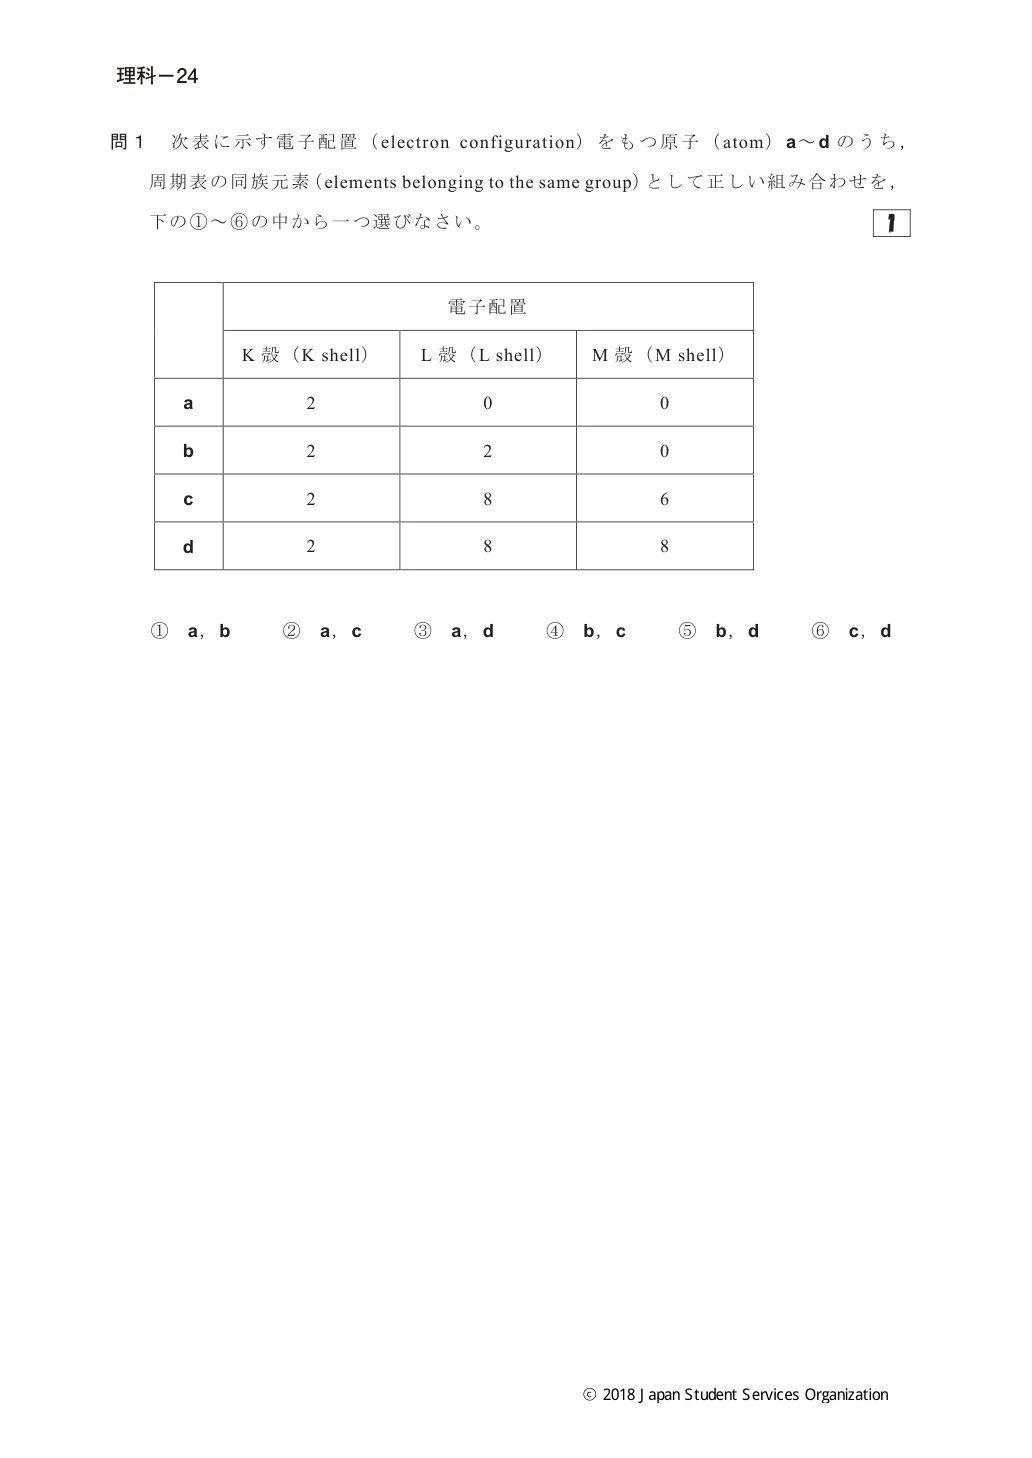 理科－24
問１　次表に示す電子配置（electron configuration）をもつ原子（atom）a～d のうち，
周期表の同族元素（elements belonging to the same group）として正しい組み合わせを，
下の①～⑥の中から一つ選びなさい。
1
電子配置
K 殻（K shell） L 殻（L shell） M 殻（M shell）
a 2 0 0
b 2 2 0
c 2 8 6
d 2 8 8
① a，b ② a，c ③ a，d ④ b，c ⑤ b，d ⑥ c，d
© 2018 Japan Student Services Organization